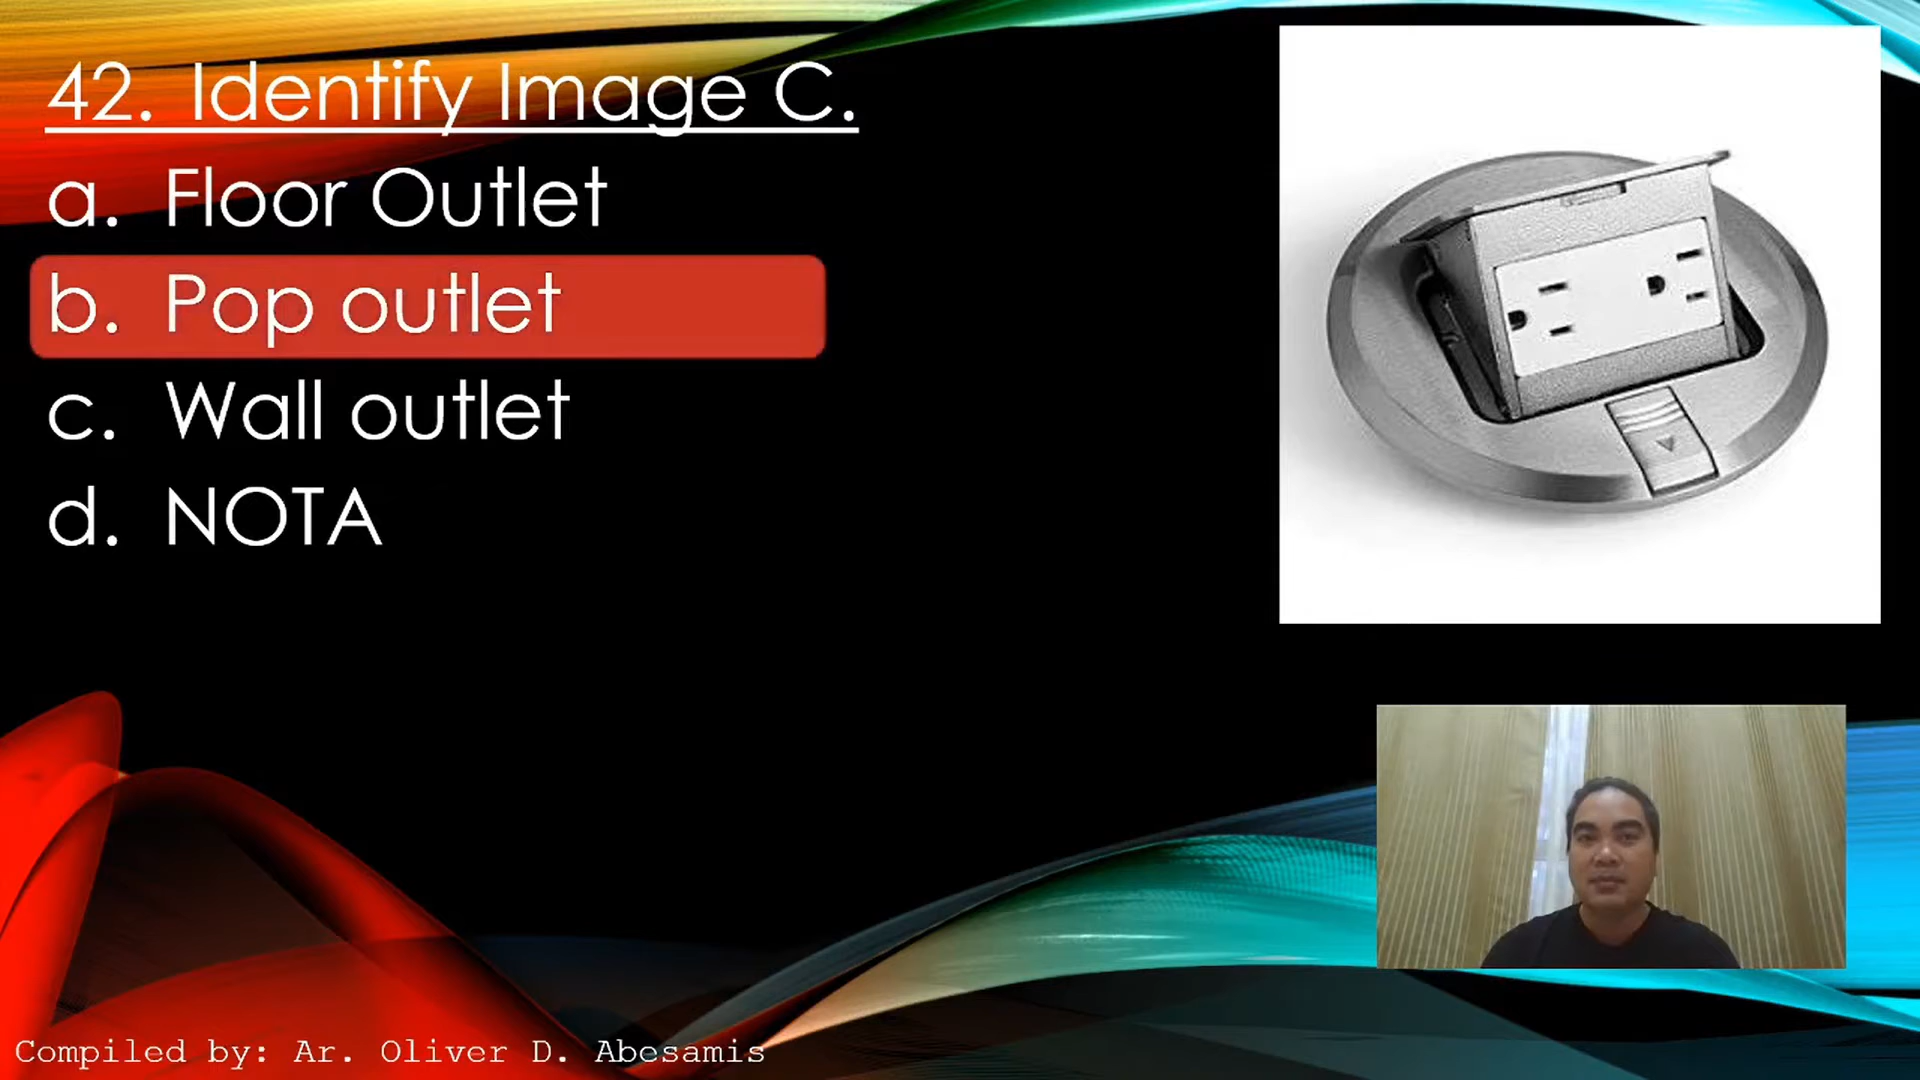 42. Identify Image C.
a. Floor Outlet
b. Pop outlet
c. Wall outlet
d. NOTA
Compiled by: Ar. Oliver D. Abesamis